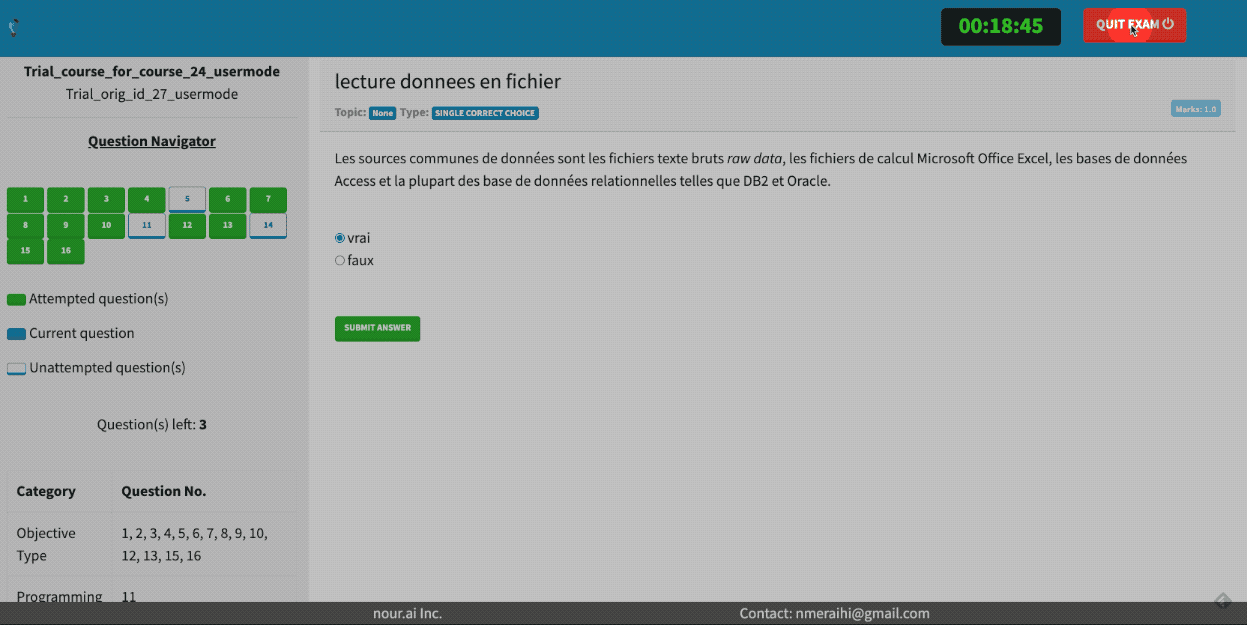 00:18:45
QUIT EXAM
Trial_course_for_course_24_usermode
Trial_orig_id_27_usermode
Question Navigator
1 2 3 4 5 6 7
8 9 10 11 12 13 14
15 16
Attempted question(s)
Current question
Unattempted question(s)
Question(s) left: 3
Category Question No.
Objective Type 1, 2, 3, 4, 5, 6, 7, 8, 9, 10,
12, 13, 15, 16
Programming 11
lecture donnees en fichier
Topic: None Type: SINGLE CORRECT CHOICE
Marks: 1.0
Les sources communes de données sont les fichiers texte bruts raw data, les fichiers de calcul Microsoft Office Excel, les bases de données
Access et la plupart des base de données relationnelles telles que DB2 et Oracle.
vrai
faux
SUBMIT ANSWER
nour.ai Inc.
Contact: nmeraihi@gmail.com